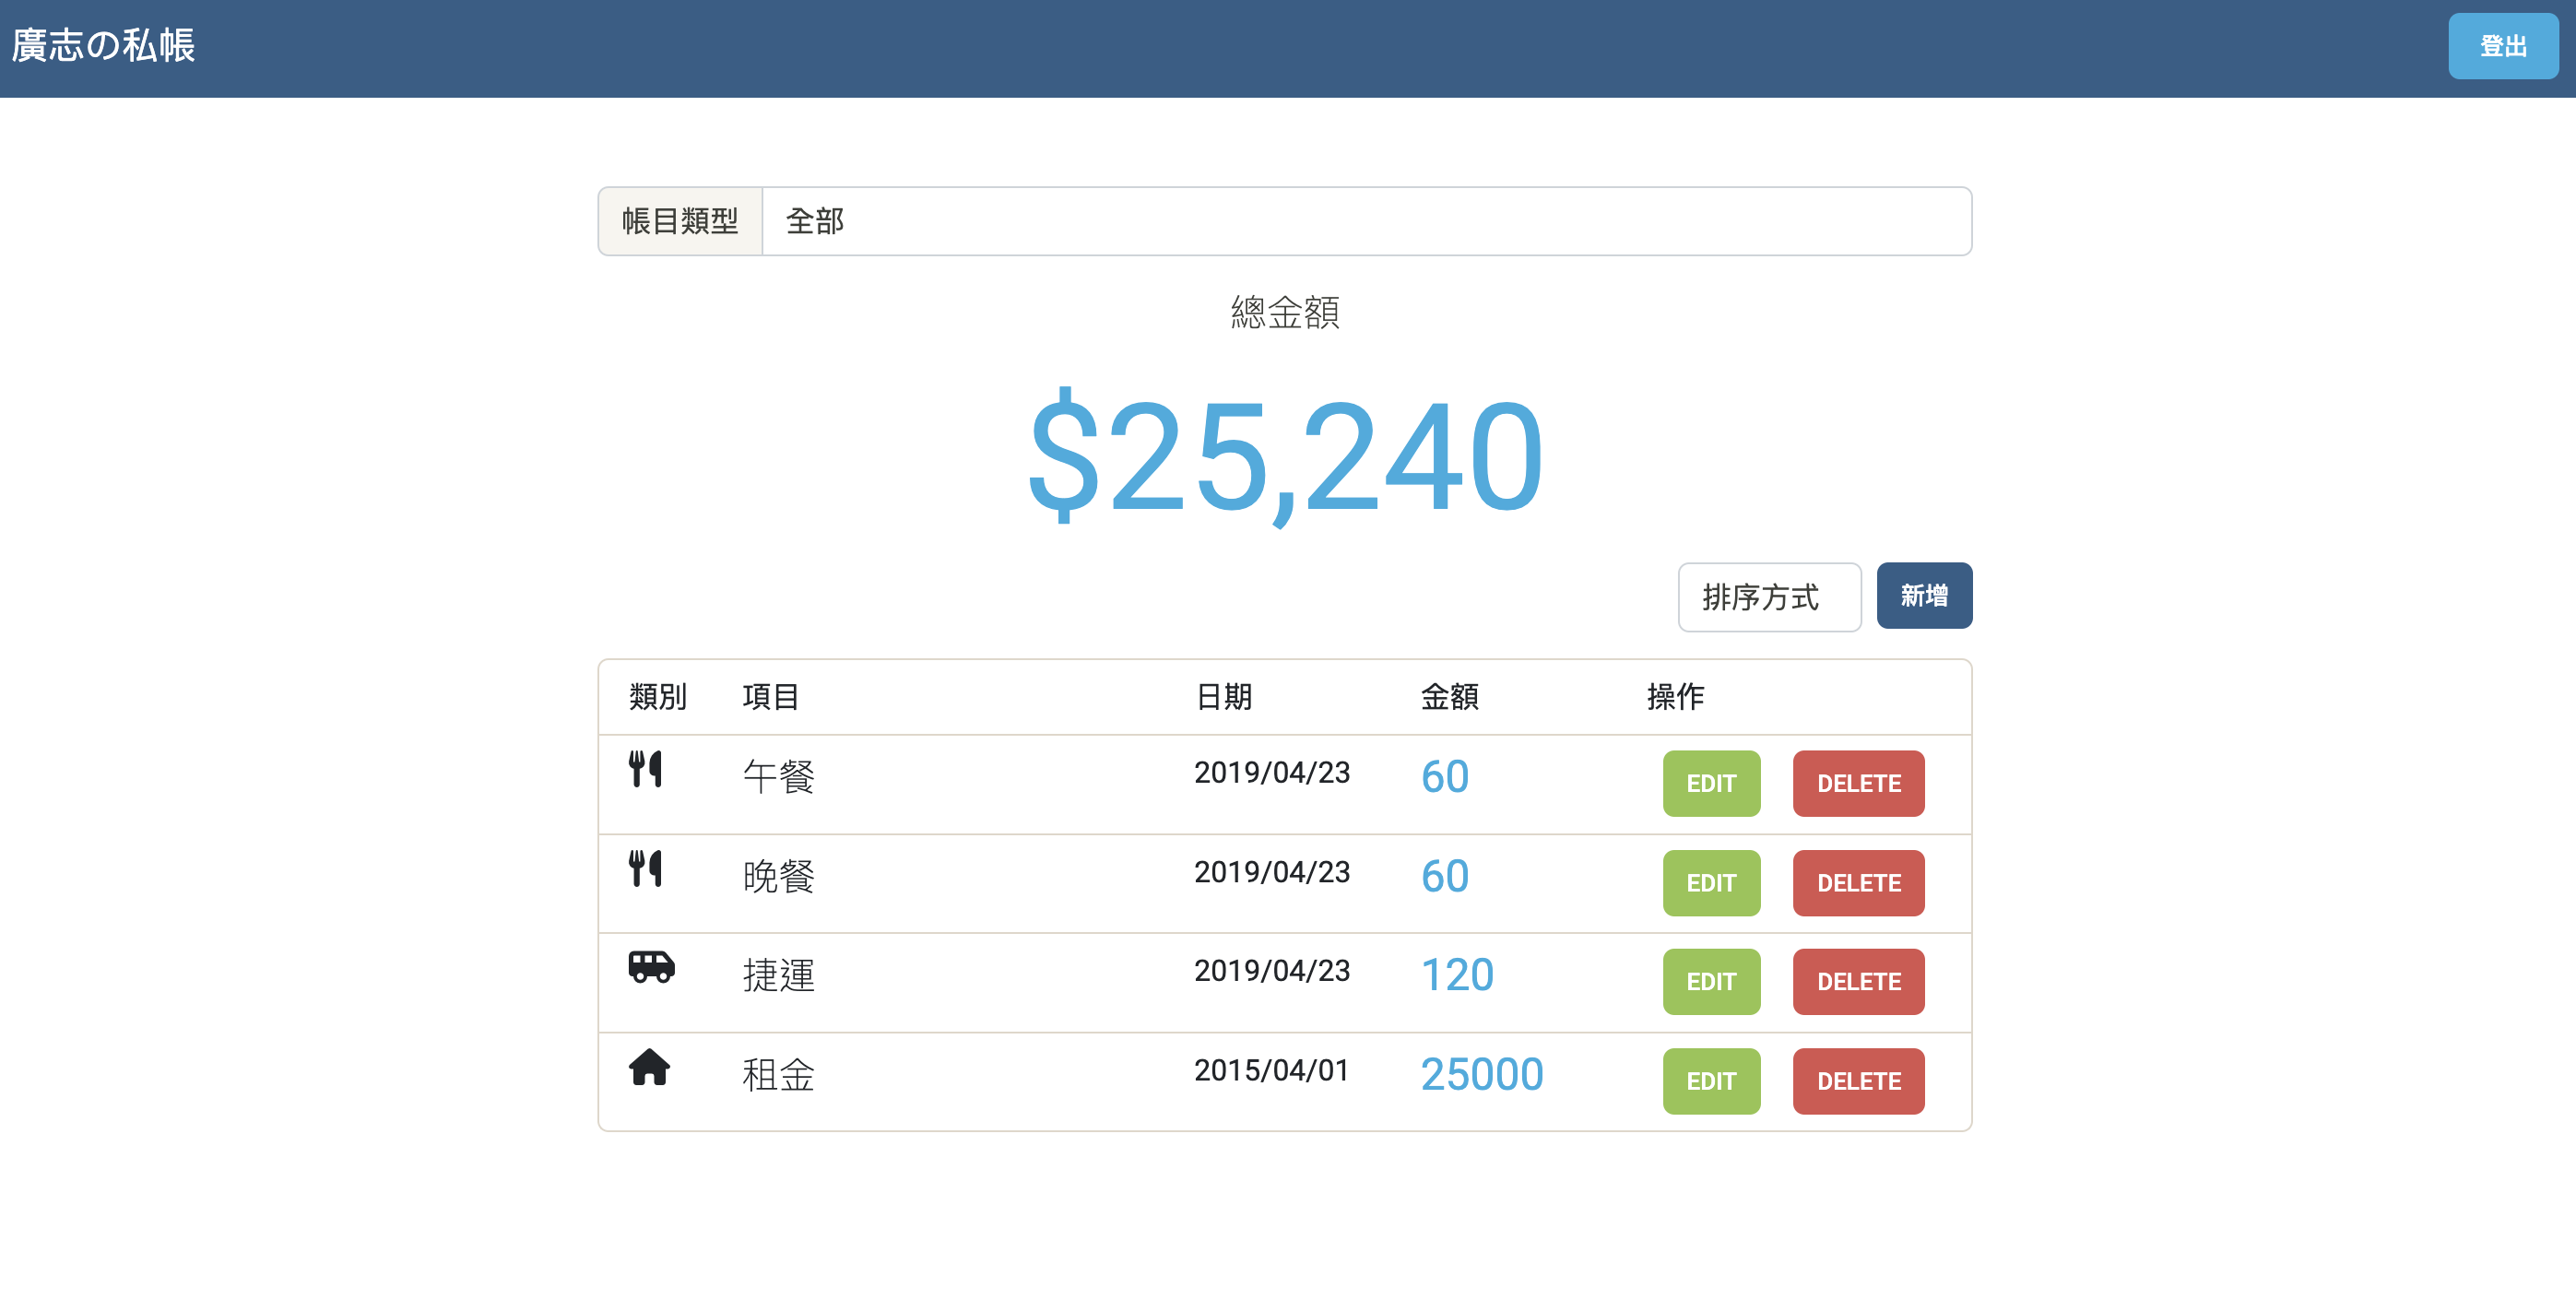 廣志の私帳 登出
帳目類型 全部
總金額
$25,240
排序方式 新增
類別 項目 日期 金額 操作
午餐 2019/04/23 60 EDIT DELETE
晚餐 2019/04/23 60 EDIT DELETE
捷運 2019/04/23 120 EDIT DELETE
租金 2015/04/01 25000 EDIT DELETE